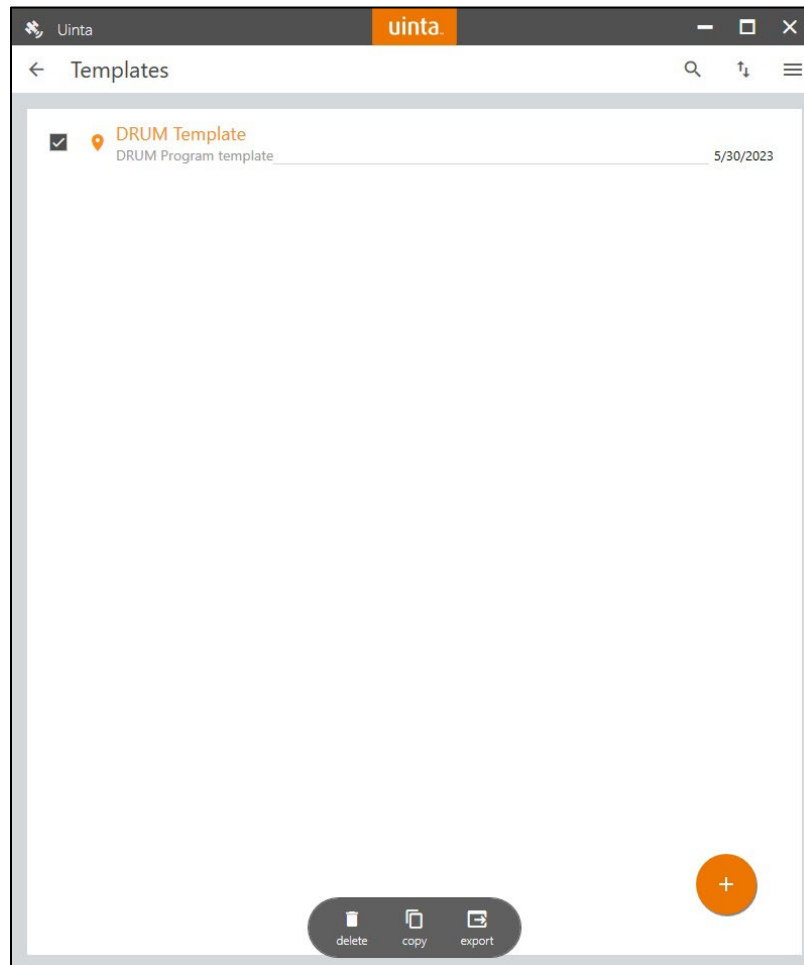 Uinta
uinta.
Templates
DRUM Template
DRUM Program template 5/30/2023
delete copy export